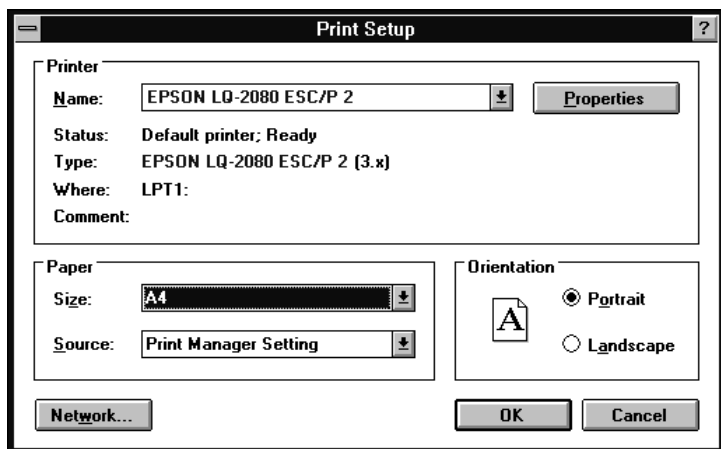 Print Setup
?
Printer
Name:
EPSON LQ-2080 ESC/P 2
Properties
Status: Default printer; Ready
Type: EPSON LQ-2080 ESC/P 2 (3.x)
Where: LPT1:
Comment:
Paper
Size: A4
Source: Print Manager Setting
Orientation
A
Portrait
Landscape
Network...
OK
Cancel